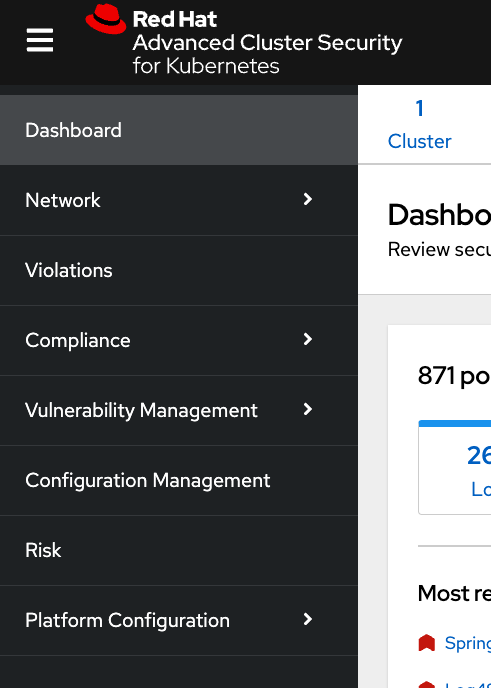 Red Hat
Advanced Cluster Security
for Kubernetes
Dashboard
Network
Violations
Compliance
Vulnerability Management
Configuration Management
Risk
Platform Configuration
1
Cluster
Dashbo
Review secu
871 po
26
Lo
Most re
Spring